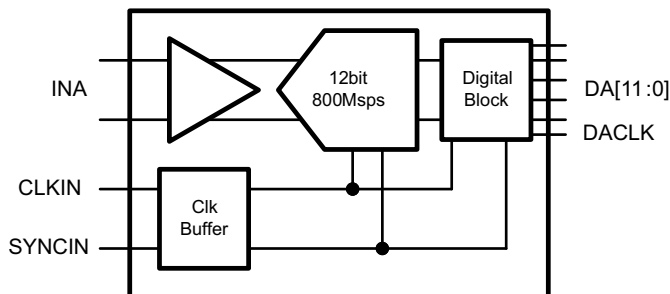 INA
12bit
800Msps
Digital
Block
DA[11:0]
DACLK
CLKIN
SYNCIN
Clk
Buffer